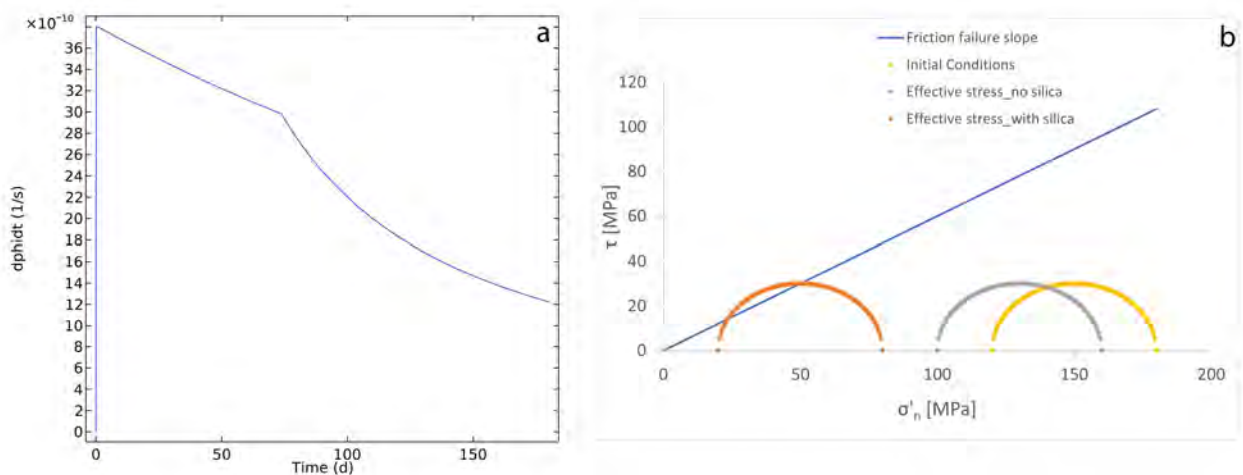 ×10⁻¹⁰
a
36
34
32
30
28
26
24
22
20
18
16
14
12
10
8
6
4
2
0
dphidt (1/s)
0 50 100 150
Time (d)
b
Friction failure slope
Initial Conditions
Effective stress_no silica
Effective stress_with silica
120
100
80
60
40
20
0
τ [MPa]
0 50 100 150 200
σ'n [MPa]